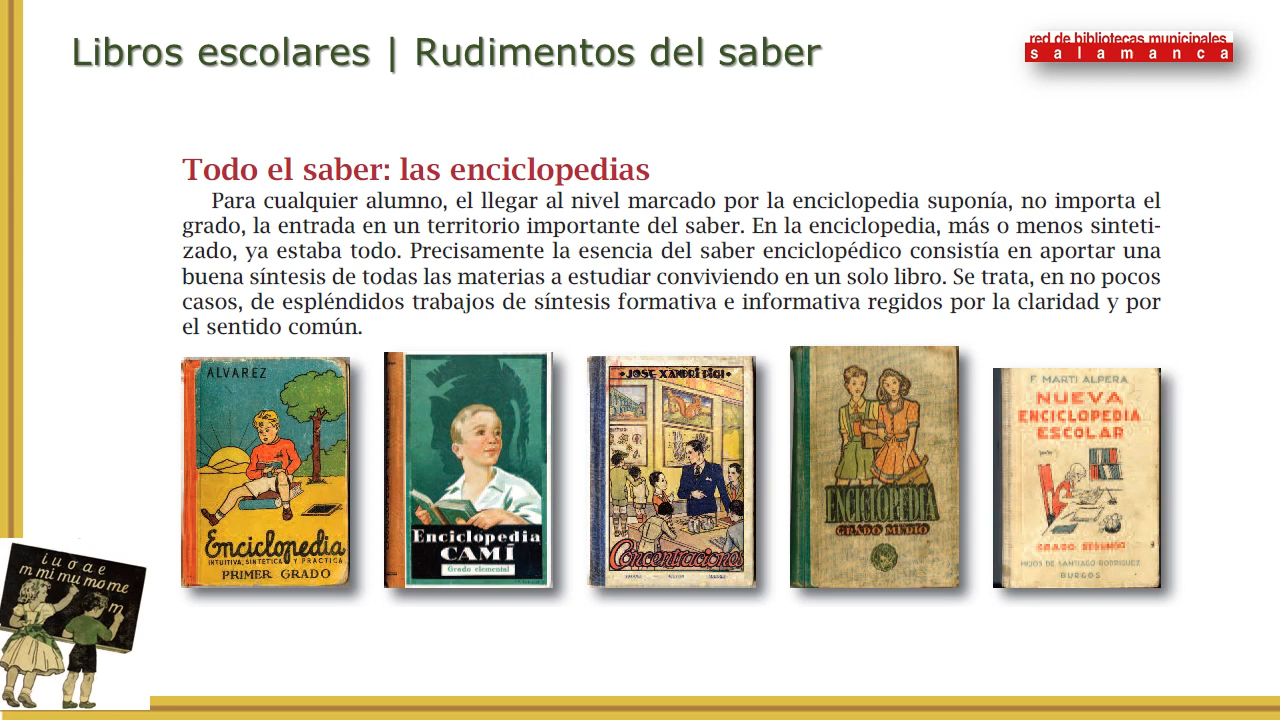 Libros escolares | Rudimentos del saber
red de bibliotecas municipales
salamanca
Todo el saber: las enciclopedias
Para cualquier alumno, el llegar al nivel marcado por la enciclopedia suponía, no importa el
grado, la entrada en un territorio importante del saber. En la enciclopedia, más o menos sinteti-
zado, ya estaba todo. Precisamente la esencia del saber enciclopédico consistía en aportar una
buena síntesis de todas las materias a estudiar conviviendo en un solo libro. Se trata, en no pocos
casos, de espléndidos trabajos de síntesis formativa e informativa regidos por la claridad y por
el sentido común.
ALVAREZ
Enciclopedia
INTUITIVA, SINTETICA Y PRACTICA
PRIMER GRADO
Enciclopedia
CAMÍ
Grado elemental
JOSE XANDRI PICH
Concentraciones
ENCICLOPEDIA
GRADO MEDIO
F MARTI ALPERA
NUEVA
ENCICLOPEDIA
ESCOLAR
GRADO SEGUNDO
HIJOS DE SANTIAGO RODRIGUEZ
BURGOS
i u o a e
m mi mu mo me
m